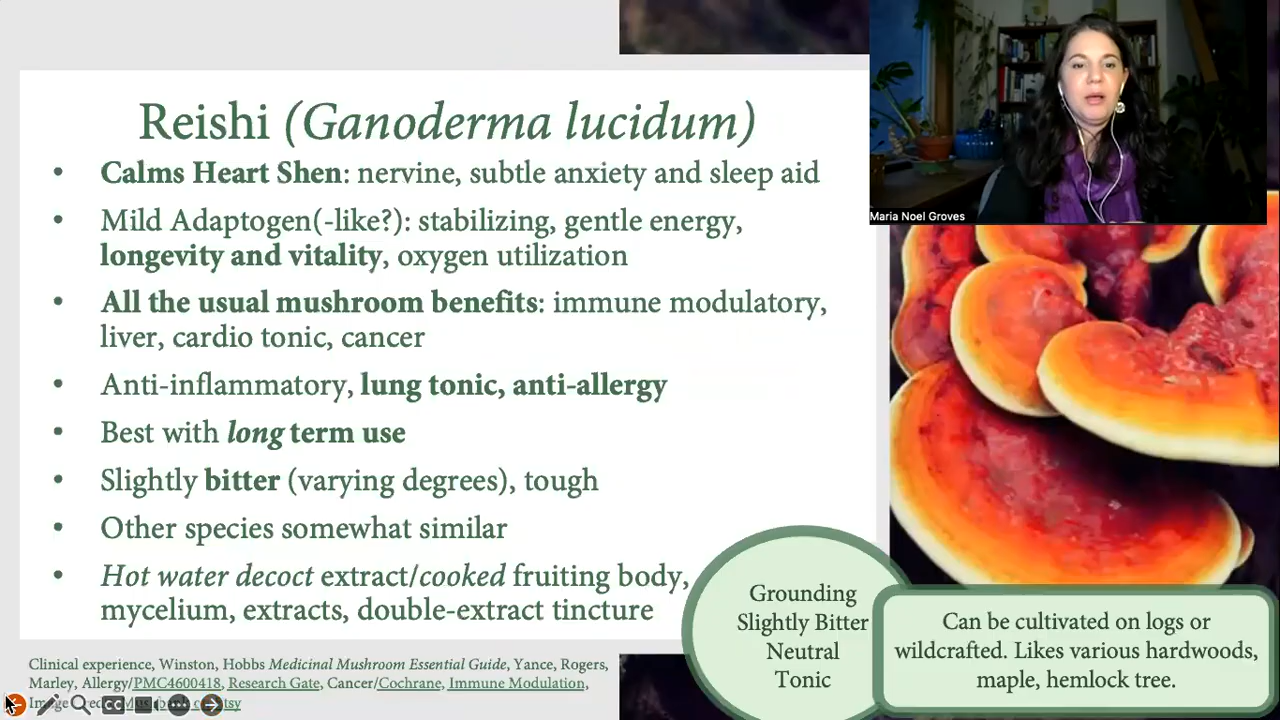 Reishi (Ganoderma lucidum)
• Calms Heart Shen: nervine, subtle anxiety and sleep aid
• Mild Adaptogen(-like?): stabilizing, gentle energy,
longevity and vitality, oxygen utilization
• All the usual mushroom benefits: immune modulatory,
liver, cardio tonic, cancer
• Anti-inflammatory, lung tonic, anti-allergy
• Best with long term use
• Slightly bitter (varying degrees), tough
• Other species somewhat similar
• Hot water decoct extract/cooked fruiting body,
mycelium, extracts, double-extract tincture
Maria Noel Groves
Grounding
Slightly Bitter
Neutral
Tonic
Can be cultivated on logs or
wildcrafted. Likes various hardwoods,
maple, hemlock tree.
Clinical experience, Winston, Hobbs Medicinal Mushroom Essential Guide, Yance, Rogers,
Marley, Allergy/PMC4600418, Research Gate, Cancer/Cochrane, Immune Modulation,
CC